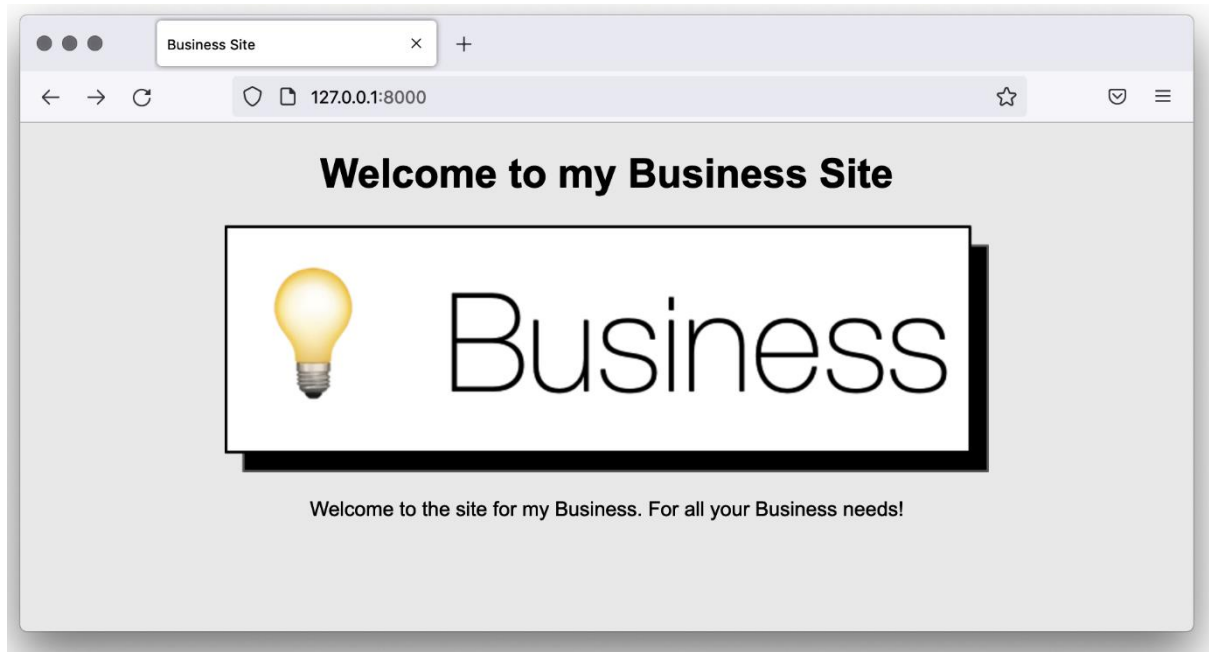 Business Site
127.0.0.1:8000
Welcome to my Business Site
Business
Welcome to the site for my Business. For all your Business needs!